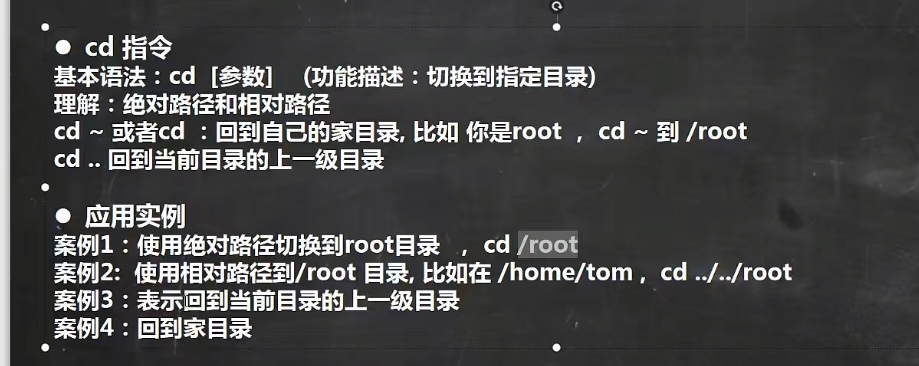 ● cd 指令
基本语法：cd [参数] (功能描述：切换到指定目录)
理解：绝对路径和相对路径
cd ~ 或者cd ：回到自己的家目录, 比如 你是root ， cd ~ 到 /root
cd .. 回到当前目录的上一级目录
● 应用实例
案例1：使用绝对路径切换到root目录 ， cd /root
案例2: 使用相对路径到/root 目录, 比如在 /home/tom ， cd ../../root
案例3：表示回到当前目录的上一级目录
案例4：回到家目录